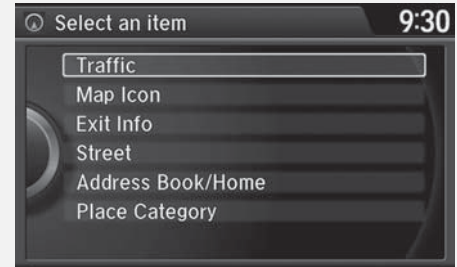 Select an item
9:30
Traffic
Map Icon
Exit Info
Street
Address Book/Home
Place Category